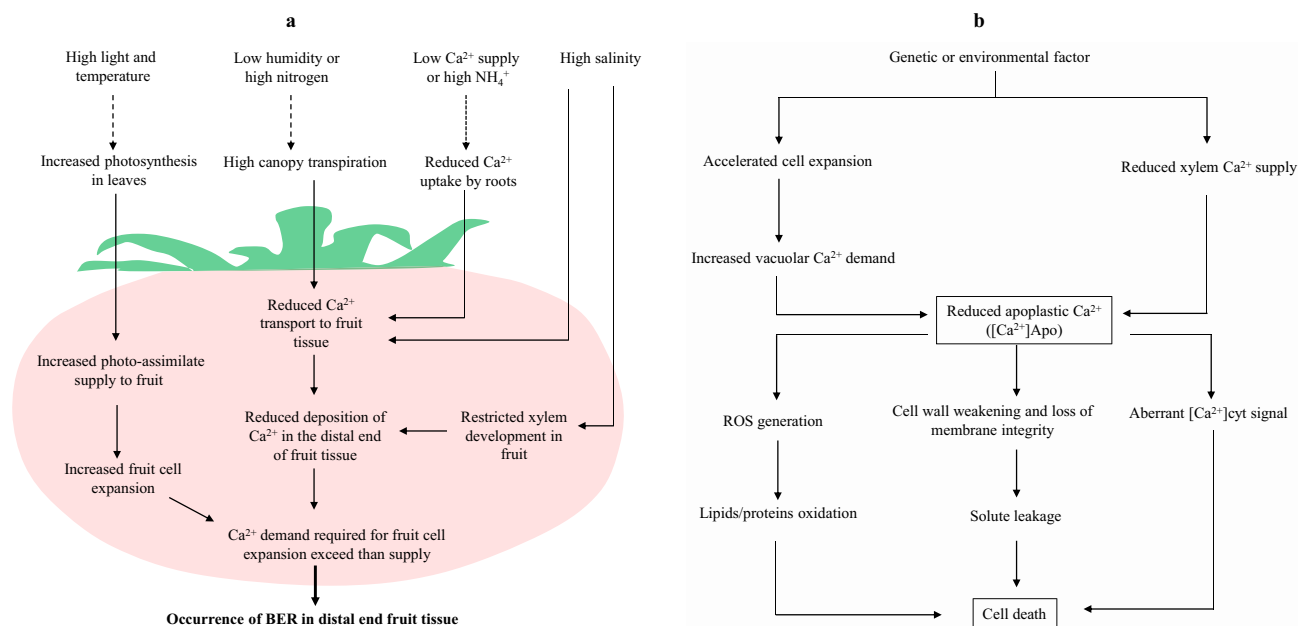 a
High light and
temperature
Low humidity or
high nitrogen
Low Ca²⁺ supply
or high NH₄⁺
High salinity
Increased photosynthesis
in leaves
High canopy transpiration
Reduced Ca²⁺
uptake by roots
Reduced Ca²⁺
transport to fruit
tissue
Increased photo-assimilate
supply to fruit
Reduced deposition of
Ca²⁺ in the distal end
of fruit tissue
Restricted xylem
development in
fruit
Increased fruit cell
expansion
Ca²⁺ demand required for fruit cell
expansion exceed than supply
Occurrence of BER in distal end fruit tissue
b
Genetic or environmental factor
Accelerated cell expansion
Reduced xylem Ca²⁺ supply
Increased vacuolar Ca²⁺ demand
Reduced apoplastic Ca²⁺
([Ca²⁺]Apo)
ROS generation
Cell wall weakening and loss of
membrane integrity
Aberrant [Ca²⁺]cyt signal
Lipids/proteins oxidation
Solute leakage
Cell death